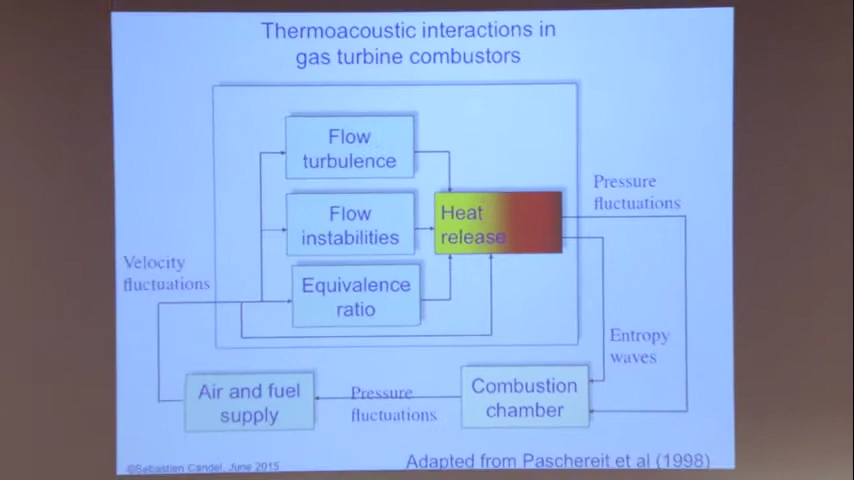 Thermoacoustic interactions in
gas turbine combustors
Flow
turbulence
Flow
instabilities
Equivalence
ratio
Heat
release
Pressure
fluctuations
Velocity
fluctuations
Entropy
waves
Air and fuel
supply
Pressure
fluctuations
Combustion
chamber
©Sebastien Candel, June 2015
Adapted from Paschereit et al (1998)